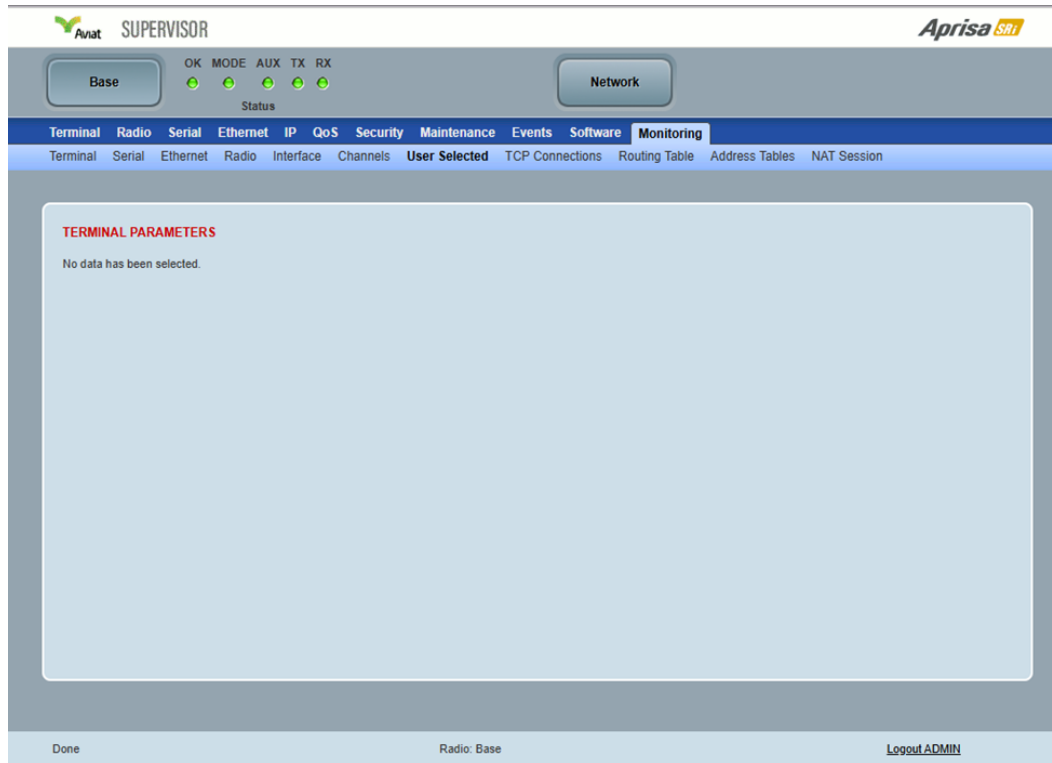 Aviat SUPERVISOR Aprisa SRi
OK MODE AUX TX RX
Base Network
Status
Terminal Radio Serial Ethernet IP QoS Security Maintenance Events Software Monitoring
Terminal Serial Ethernet Radio Interface Channels User Selected TCP Connections Routing Table Address Tables NAT Session
TERMINAL PARAMETERS
No data has been selected.
Done Radio: Base Logout ADMIN